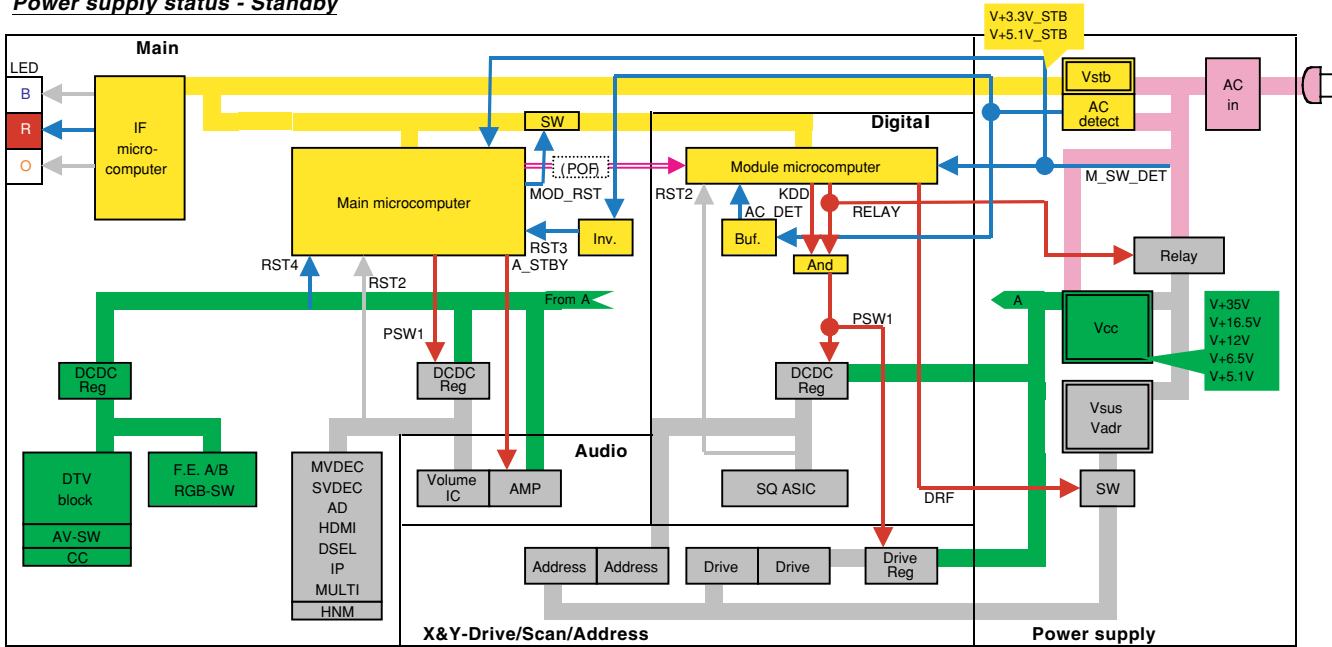 Power supply status - Standby
V+3.3V_STB
V+5.1V_STB
Main
LED
B
R
O
IF
micro-
computer
Vstb
AC
detect
AC
in
SW
Digital
(POF)
MOD_RST
Main microcomputer
Module microcomputer
M_SW_DET
RST2
KDD
AC_DET
RELAY
RST3
Inv.
Buf.
A_STBY
And
Relay
RST4
RST2
From A
A
Vcc
V+35V
V+16.5V
V+12V
V+6.5V
V+5.1V
PSW1
PSW1
DCDC
Reg
DCDC
Reg
DCDC
Reg
Vsus
Vadr
Audio
DTV
block
AV-SW
CC
F.E. A/B
RGB-SW
MVDEC
SVDEC
AD
HDMI
DSEL
IP
MULTI
HNM
Volume
IC
AMP
SQ ASIC
DRF
SW
Address
Address
Drive
Drive
Drive
Reg
X&Y-Drive/Scan/Address
Power supply